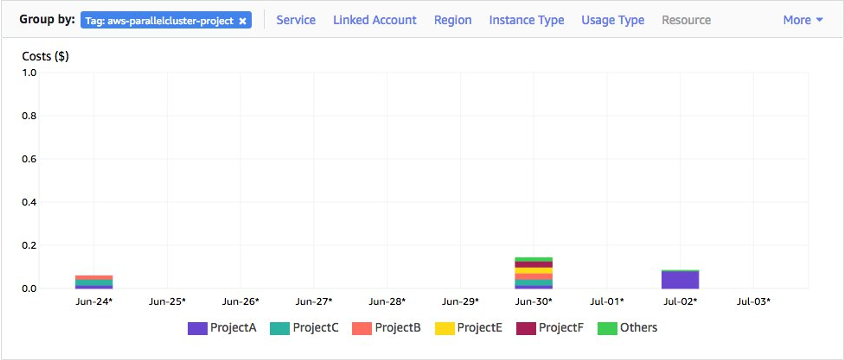 Group by: Tag: aws-parallelcluster-project × Service Linked Account Region Instance Type Usage Type Resource More
Costs ($)
1.0
0.8
0.6
0.4
0.2
0.0
Jun-24* Jun-25* Jun-26* Jun-27* Jun-28* Jun-29* Jun-30* Jul-01* Jul-02* Jul-03*
ProjectA ProjectC ProjectB ProjectE ProjectF Others